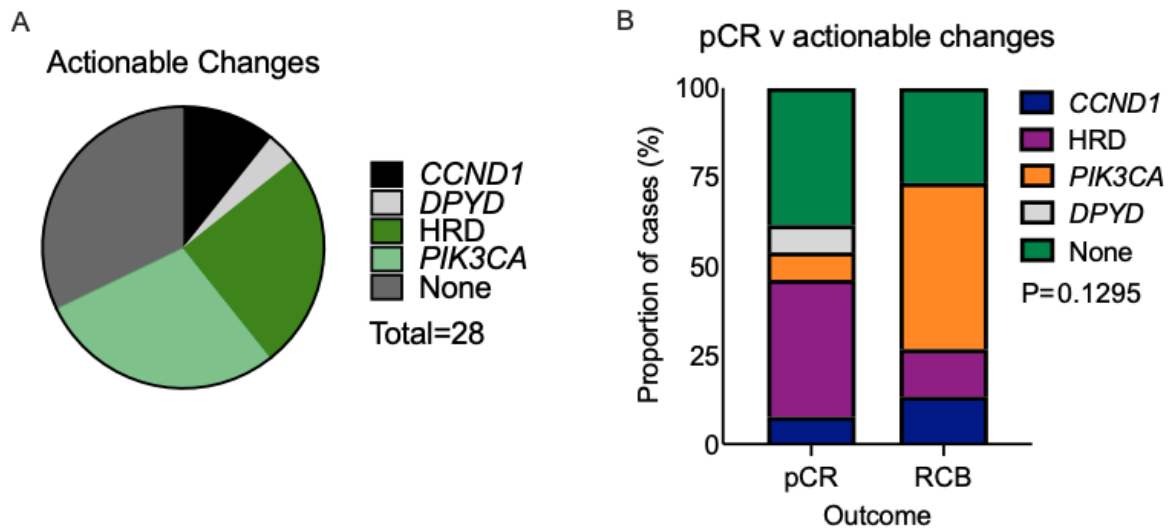 A
Actionable Changes
CCND1
DPYD
HRD
PIK3CA
None
Total=28
B
pCR v actionable changes
Proportion of cases (%)
100
75
50
25
0
pCR
RCB
Outcome
CCND1
HRD
PIK3CA
DPYD
None
P=0.1295